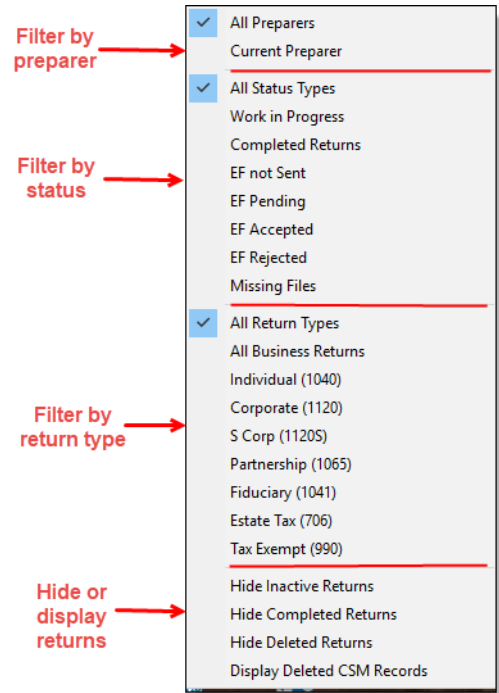 Filter by
preparer
All Preparers
Current Preparer
Filter by
status
All Status Types
Work in Progress
Completed Returns
EF not Sent
EF Pending
EF Accepted
EF Rejected
Missing Files
Filter by
return type
All Return Types
All Business Returns
Individual (1040)
Corporate (1120)
S Corp (1120S)
Partnership (1065)
Fiduciary (1041)
Estate Tax (706)
Tax Exempt (990)
Hide or
display
returns
Hide Inactive Returns
Hide Completed Returns
Hide Deleted Returns
Display Deleted CSM Records